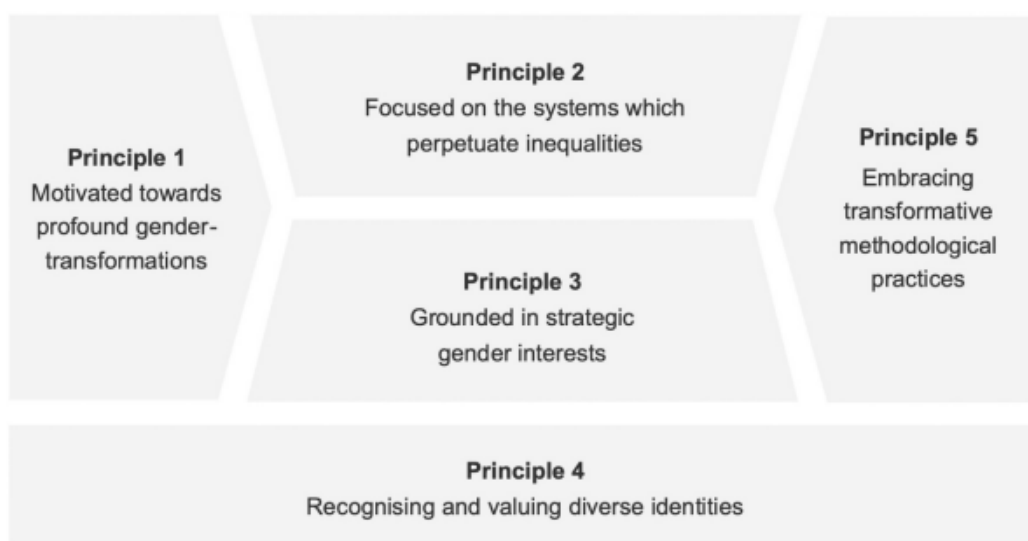 Principle 1
Motivated towards
profound gender-
transformations
Principle 2
Focused on the systems which
perpetuate inequalities
Principle 3
Grounded in strategic
gender interests
Principle 5
Embracing
transformative
methodological
practices
Principle 4
Recognising and valuing diverse identities